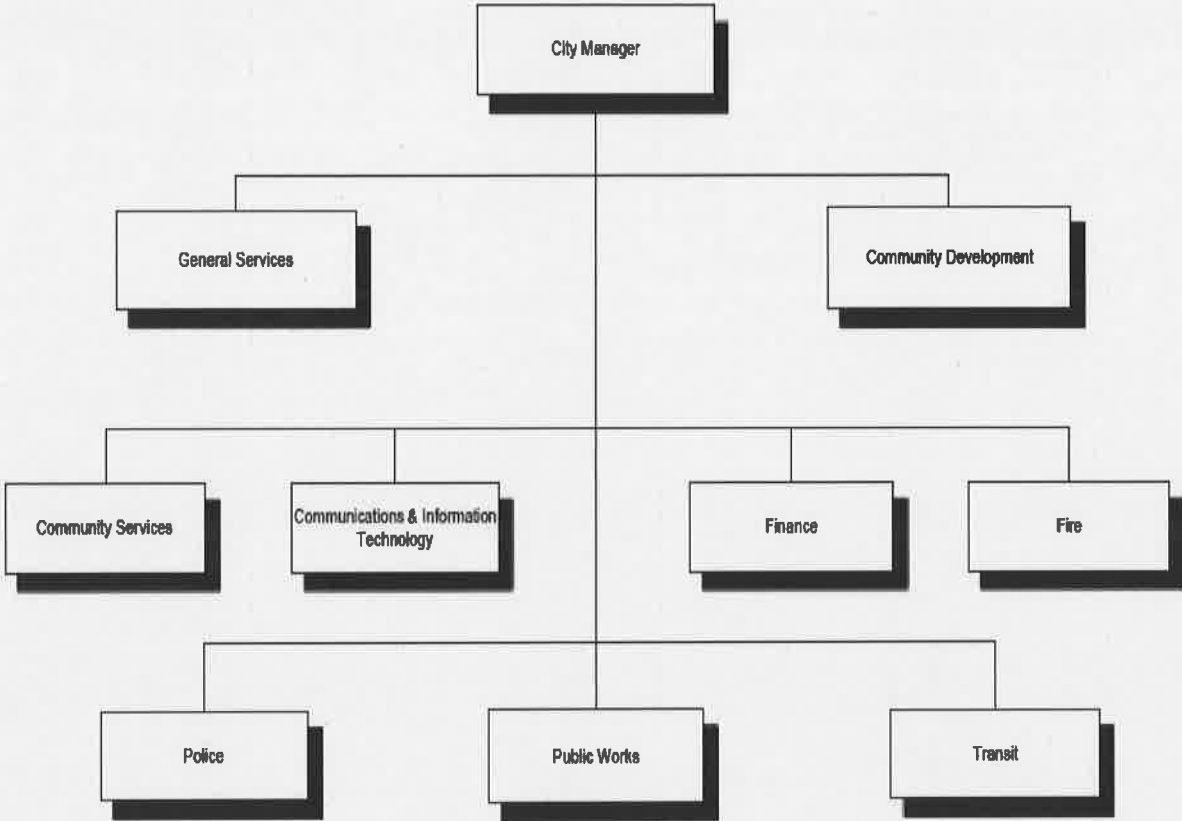 City Manager
General Services
Community Development
Community Services
Communications & Information
Technology
Finance
Fire
Police
Public Works
Transit